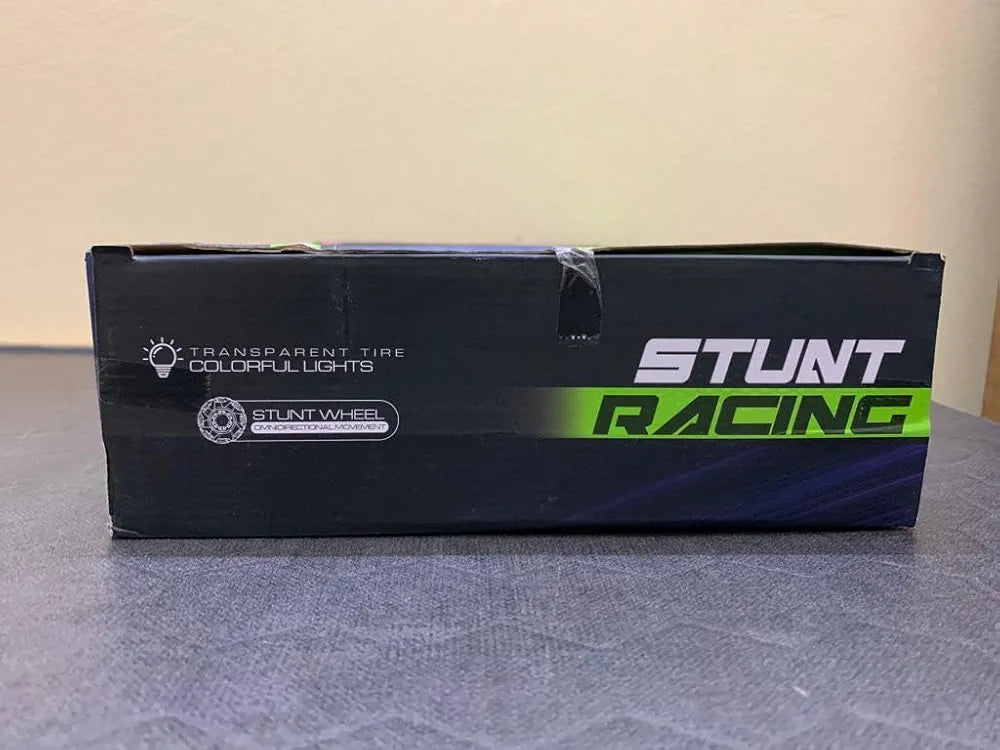 TRANSPARENT TIRE
COLORFUL LIGHTS
STUNT WHEEL
OMNIDIRECTIONAL MOVEMENT
STUNT
RACING